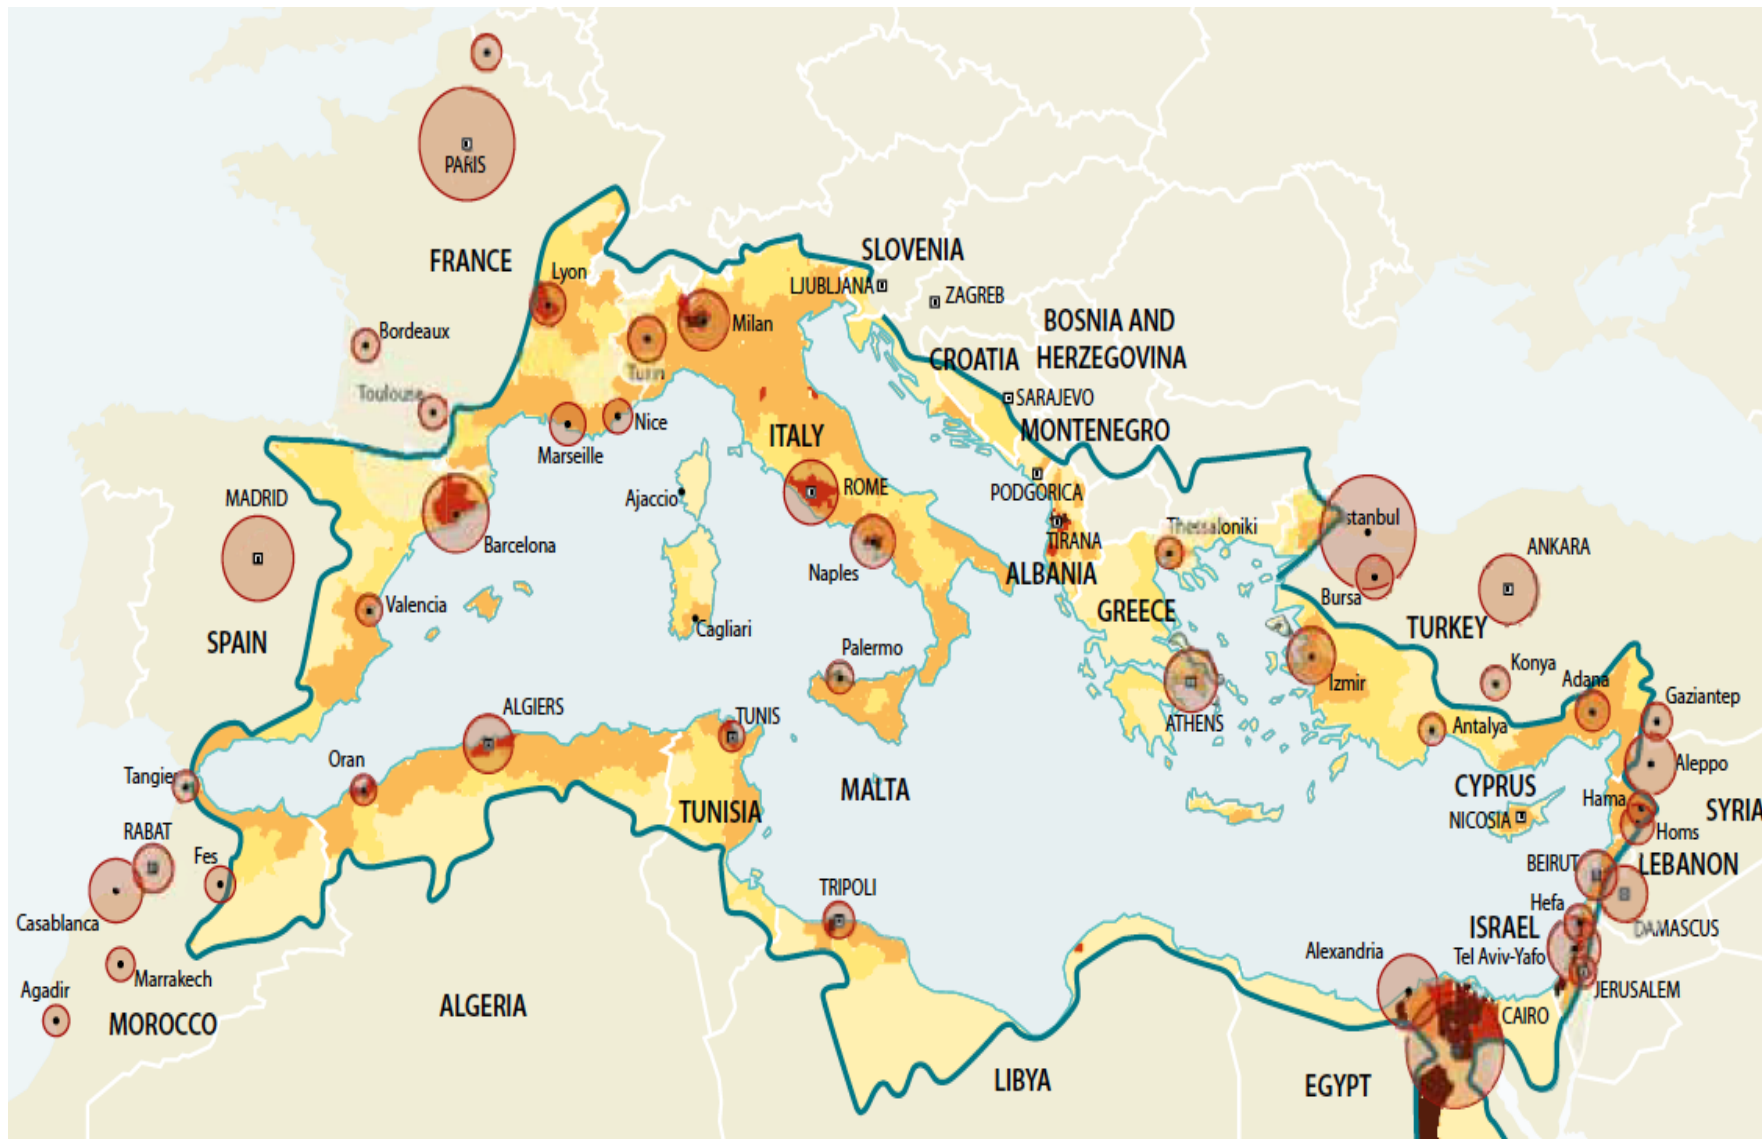 PARIS
FRANCE
SLOVENIA
Lyon
LJUBLJANA
ZAGREB
Bordeaux
Milan
BOSNIA AND
HERZEGOVINA
CROATIA
Turin
Toulouse
SARAJEVO
Nice
MONTENEGRO
ITALY
Marseille
MADRID
Ajaccio
ROME
PODGORICA
Barcelona
Thessaloniki
stanbul
TIRANA
ANKARA
Naples
ALBANIA
Valencia
GREECE
Bursa
SPAIN
Cagliari
TURKEY
Palermo
Konya
Izmir
Adana
Gaziantep
ALGIERS
TUNIS
ATHENS
Antalya
Oran
Tangier
MALTA
CYPRUS
Aleppo
TUNISIA
Hama
SYRIA
NICOSIA
Homs
RABAT
Fes
BEIRUT
LEBANON
TRIPOLI
Casablanca
Hefa
ISRAEL
DAMASCUS
Alexandria
Tel Aviv-Yafo
Marrakech
JERUSALEM
Agadir
ALGERIA
MOROCCO
CAIRO
LIBYA
EGYPT